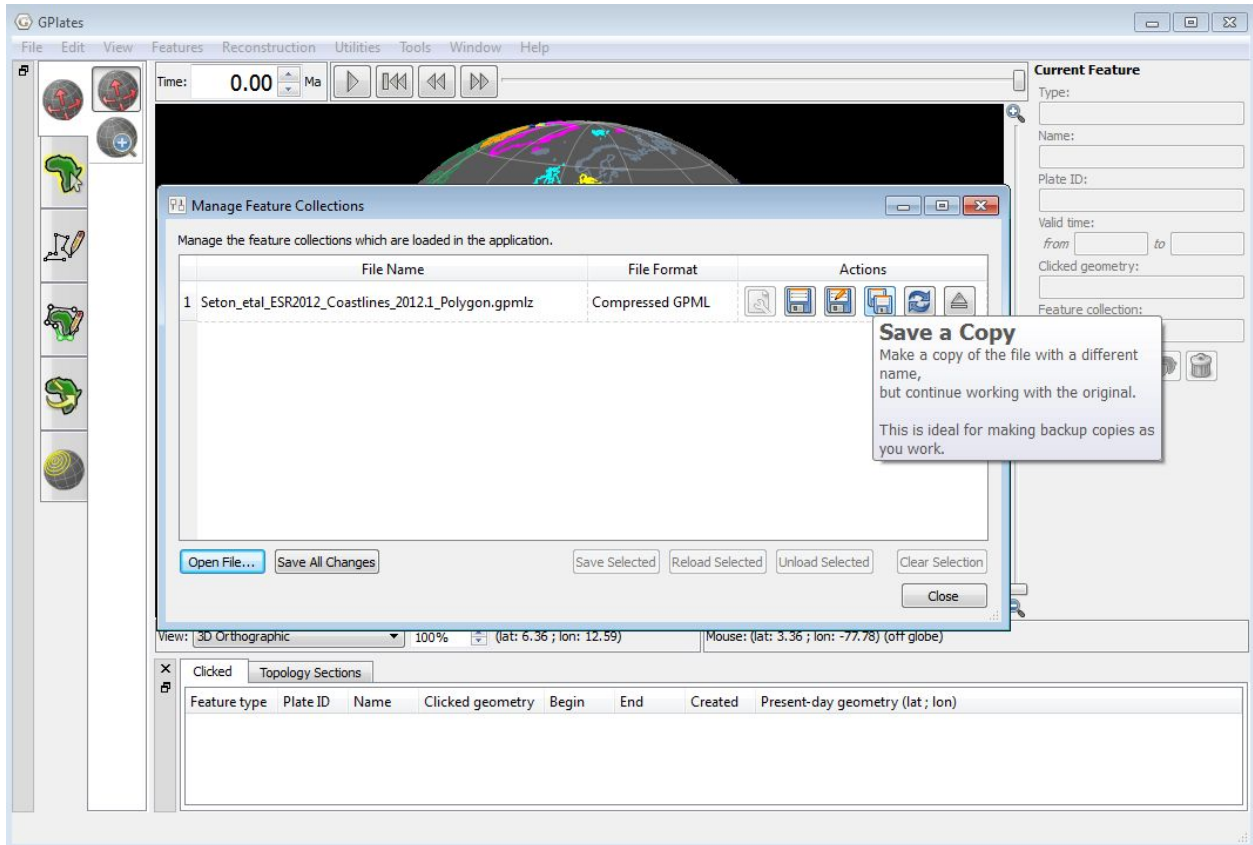 GPlates
File Edit View Features Reconstruction Utilities Tools Window Help
Time: 0.00 Ma
Current Feature
Type:
Name:
Plate ID:
Valid time:
from to
Clicked geometry:
Feature collection:
Manage Feature Collections
Manage the feature collections which are loaded in the application.
File Name File Format Actions
1 Seton_etal_ESR2012_Coastlines_2012.1_Polygon.gpmlz Compressed GPML
Save a Copy
Make a copy of the file with a different
name,
but continue working with the original.
This is ideal for making backup copies as
you work.
Open File... Save All Changes Save Selected Reload Selected Unload Selected Clear Selection
Close
View: 3D Orthographic 100% (lat: 6.36 ; lon: 12.59) Mouse: (lat: 3.36 ; lon: -77.78) (off globe)
Clicked Topology Sections
Feature type Plate ID Name Clicked geometry Begin End Created Present-day geometry (lat ; lon)